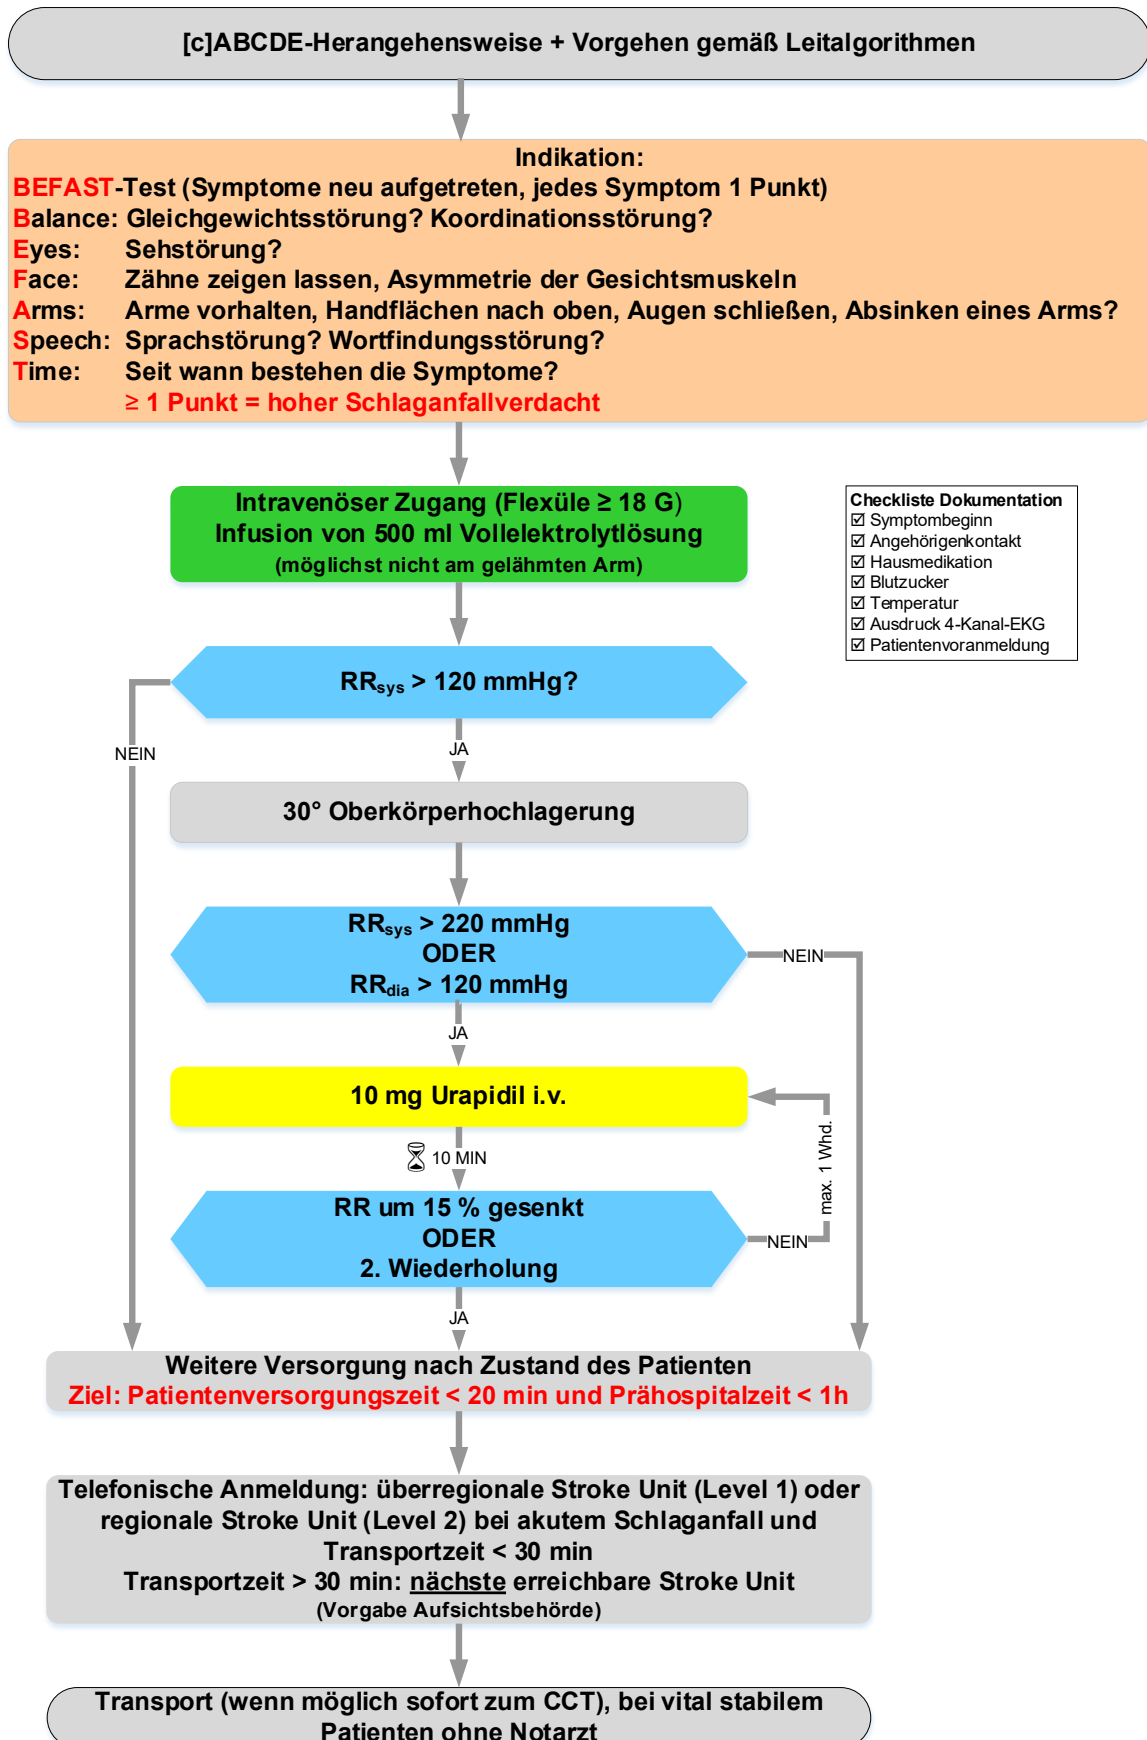 [c]ABCDE-Herangehensweise + Vorgehen gemäß Leitalgorithmen
Indikation:
BEFAST-Test (Symptome neu aufgetreten, jedes Symptom 1 Punkt)
Balance: Gleichgewichtsstörung? Koordinationsstörung?
Eyes: Sehstörung?
Face: Zähne zeigen lassen, Asymmetrie der Gesichtsmuskeln
Arms: Arme vorhalten, Handflächen nach oben, Augen schließen, Absinken eines Arms?
Speech: Sprachstörung? Wortfindungsstörung?
Time: Seit wann bestehen die Symptome?
≥ 1 Punkt = hoher Schlaganfallverdacht
Intravenöser Zugang (Flexüle ≥ 18 G)
Infusion von 500 ml Vollelektrolytlösung
(möglichst nicht am gelähmten Arm)
Checkliste Dokumentation
☑ Symptombeginn
☑ Angehörigenkontakt
☑ Hausmedikation
☑ Blutzucker
☑ Temperatur
☑ Ausdruck 4-Kanal-EKG
☑ Patientenvoranmeldung
RRsys > 120 mmHg?
NEIN
JA
30° Oberkörperhochlagerung
RRsys > 220 mmHg
ODER
RRdia > 120 mmHg
NEIN
JA
10 mg Urapidil i.v.
10 MIN
max. 1 Whd.
RR um 15 % gesenkt
ODER
2. Wiederholung
NEIN
JA
Weitere Versorgung nach Zustand des Patienten
Ziel: Patientenversorgungszeit < 20 min und Prähospitalzeit < 1h
Telefonische Anmeldung: überregionale Stroke Unit (Level 1) oder
regionale Stroke Unit (Level 2) bei akutem Schlaganfall und
Transportzeit < 30 min
Transportzeit > 30 min: nächste erreichbare Stroke Unit
(Vorgabe Aufsichtsbehörde)
Transport (wenn möglich sofort zum CCT), bei vital stabilem
Patienten ohne Notarzt